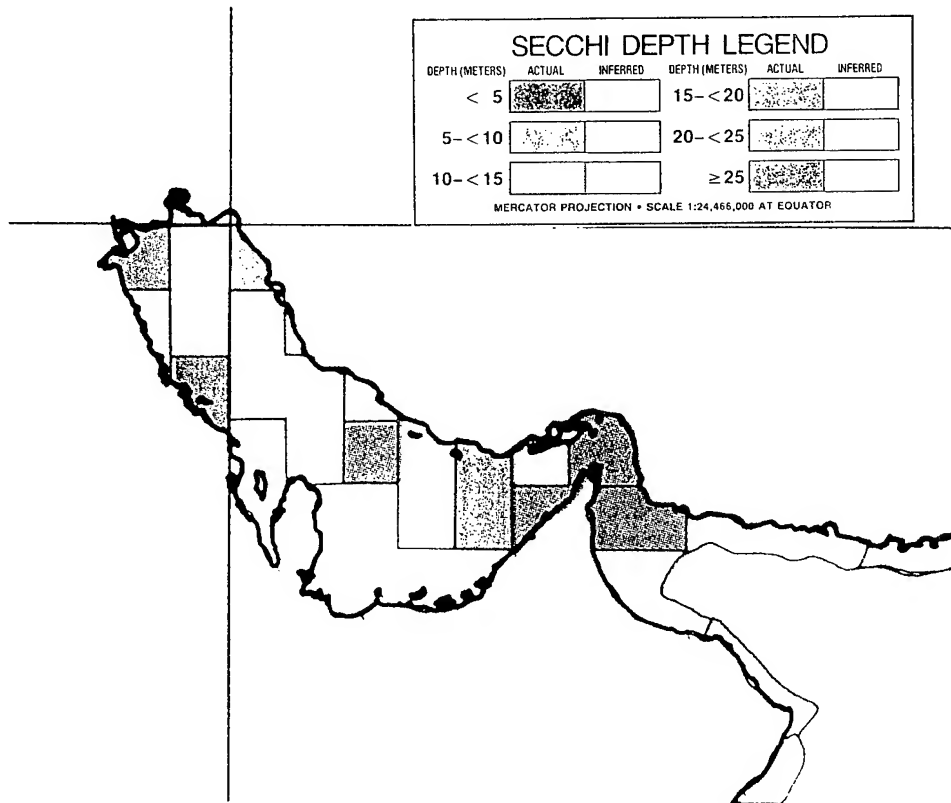 SECCHI DEPTH LEGEND
DEPTH (METERS) ACTUAL INFERRED DEPTH (METERS) ACTUAL INFERRED
< 5 15-<20
5-<10 20-<25
10-<15 ≥25
MERCATOR PROJECTION • SCALE 1:24,466,000 AT EQUATOR